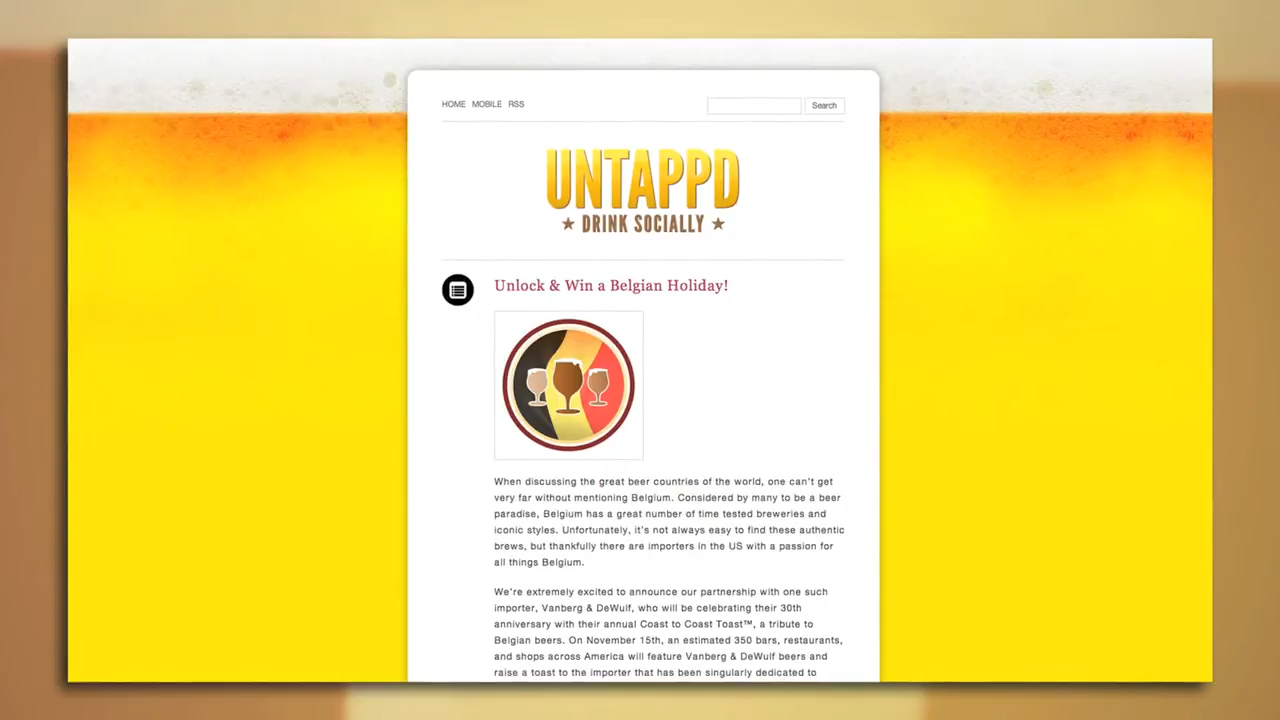 HOME MOBILE RSS
Search
UNTAPPD
★ DRINK SOCIALLY ★
Unlock & Win a Belgian Holiday!
When discussing the great beer countries of the world, one can't get
very far without mentioning Belgium. Considered by many to be a beer
paradise, Belgium has a great number of time tested breweries and
iconic styles. Unfortunately, it's not always easy to find these authentic
brews, but thankfully there are importers in the US with a passion for
all things Belgium.
We're extremely excited to announce our partnership with one such
importer, Vanberg & DeWulf, who will be celebrating their 30th
anniversary with their annual Coast to Coast Toast™, a tribute to
Belgian beers. On November 15th, an estimated 350 bars, restaurants,
and shops across America will feature Vanberg & DeWulf beers and
raise a toast to the importer that has been singularly dedicated to